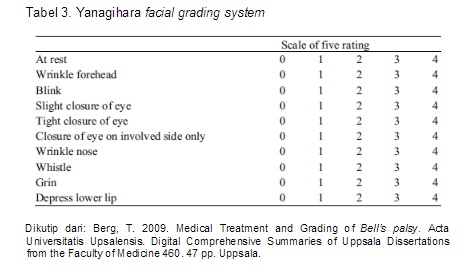 Tabel 3. Yanagihara facial grading system
Scale of five rating
At rest 0 1 2 3 4
Wrinkle forehead 0 1 2 3 4
Blink 0 1 2 3 4
Slight closure of eye 0 1 2 3 4
Tight closure of eye 0 1 2 3 4
Closure of eye on involved side only 0 1 2 3 4
Wrinkle nose 0 1 2 3 4
Whistle 0 1 2 3 4
Grin 0 1 2 3 4
Depress lower lip 0 1 2 3 4
Dikutip dari: Berg, T. 2009. Medical Treatment and Grading of Bell's palsy. Acta
Universitatis Upsalensis. Digital Comprehensive Summaries of Uppsala Dissertations
from the Faculty of Medicine 460. 47 pp. Uppsala.